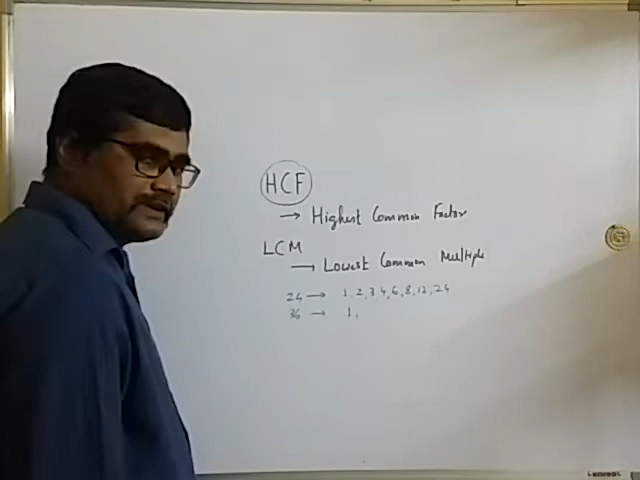 HCF
→ Highest Common Factor
LCM
→ Lowest Common Multiple
24 → 1, 2, 3 4, 6, 8, 12, 24
36 → 1,